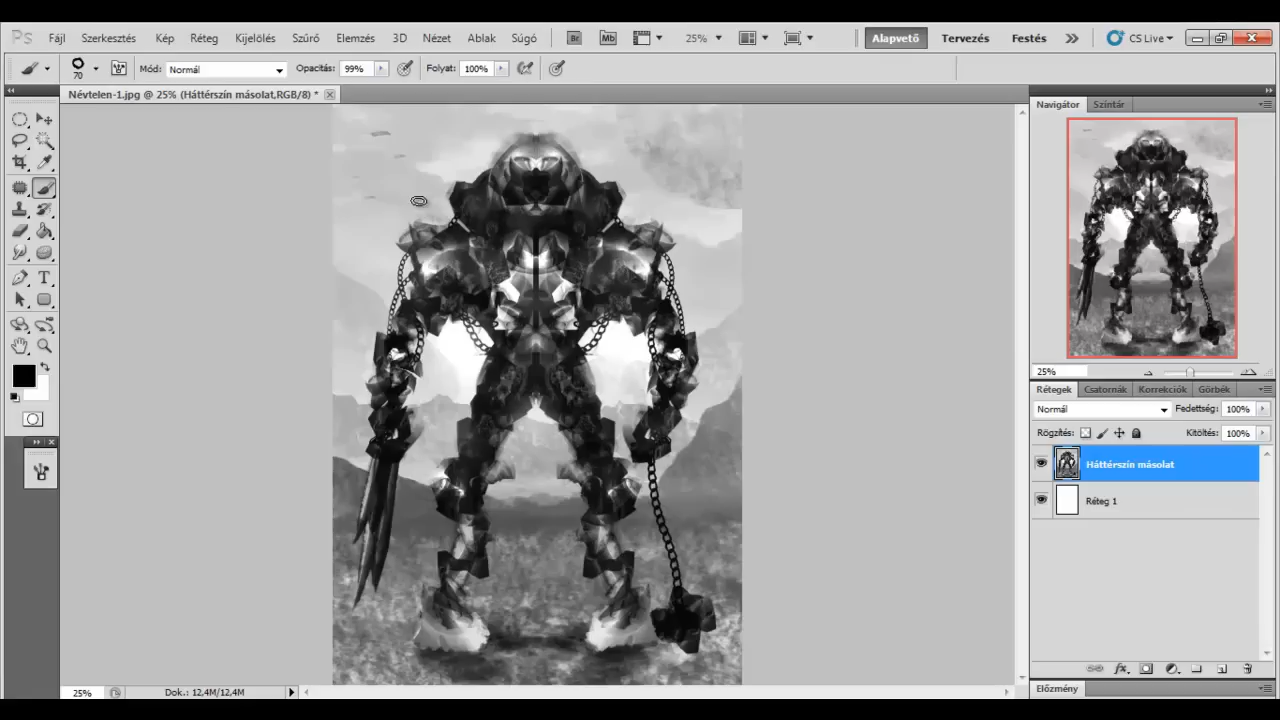 Ps Fájl Szerkesztés Kép Réteg Kijelölés Szűrő Elemzés 3D Nézet Ablak Súgó Br Mb 25% Alapvető Tervezés Festés CS Live
70 Mód: Normál Opacitás: 99% Folyat: 100%
Névtelen-1.jpg @ 25% (Háttérszín másolat,RGB/8) *
Navigátor Színtár
25%
Rétegek Csatornák Korrekciók Görbék
Normál Fedettség: 100%
Rögzítés: Kitöltés: 100%
Háttérszín másolat
Réteg 1
fx
Előzmény
25% Dok.: 12,4M/12,4M